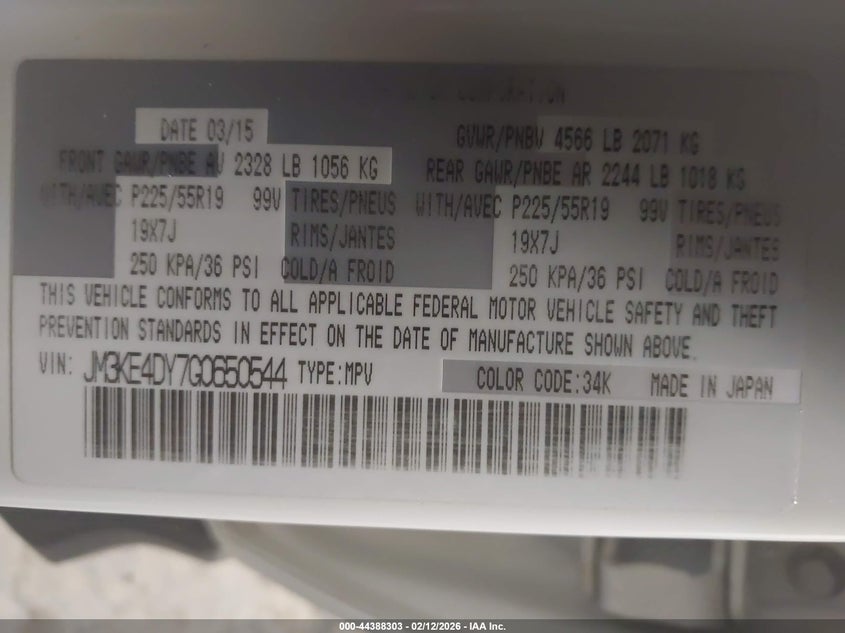 CORPORATION
DATE 03/15 GVWR/PNBV 4566 LB 2071 KG
FRONT GAWR/PNBE AV 2328 LB 1056 KG REAR GAWR/PNBE AR 2244 LB 1018 KG
WITH/AVEC P225/55R19 99V TIRES/PNEUS WITH/AVEC P225/55R19 99V TIRES/PNEUS
19X7J RIMS/JANTES 19X7J RIMS/JANTES
250 KPA/36 PSI COLD/A FROID 250 KPA/36 PSI COLD/A FROID
THIS VEHICLE CONFORMS TO ALL APPLICABLE FEDERAL MOTOR VEHICLE SAFETY AND THEFT
PREVENTION STANDARDS IN EFFECT ON THE DATE OF MANUFACTURE SHOWN ABOVE.
VIN: JM3KE4DY7G0650544 TYPE:MPV COLOR CODE:34K MADE IN JAPAN
000-44388303 - 02/12/2026 - IAA Inc.